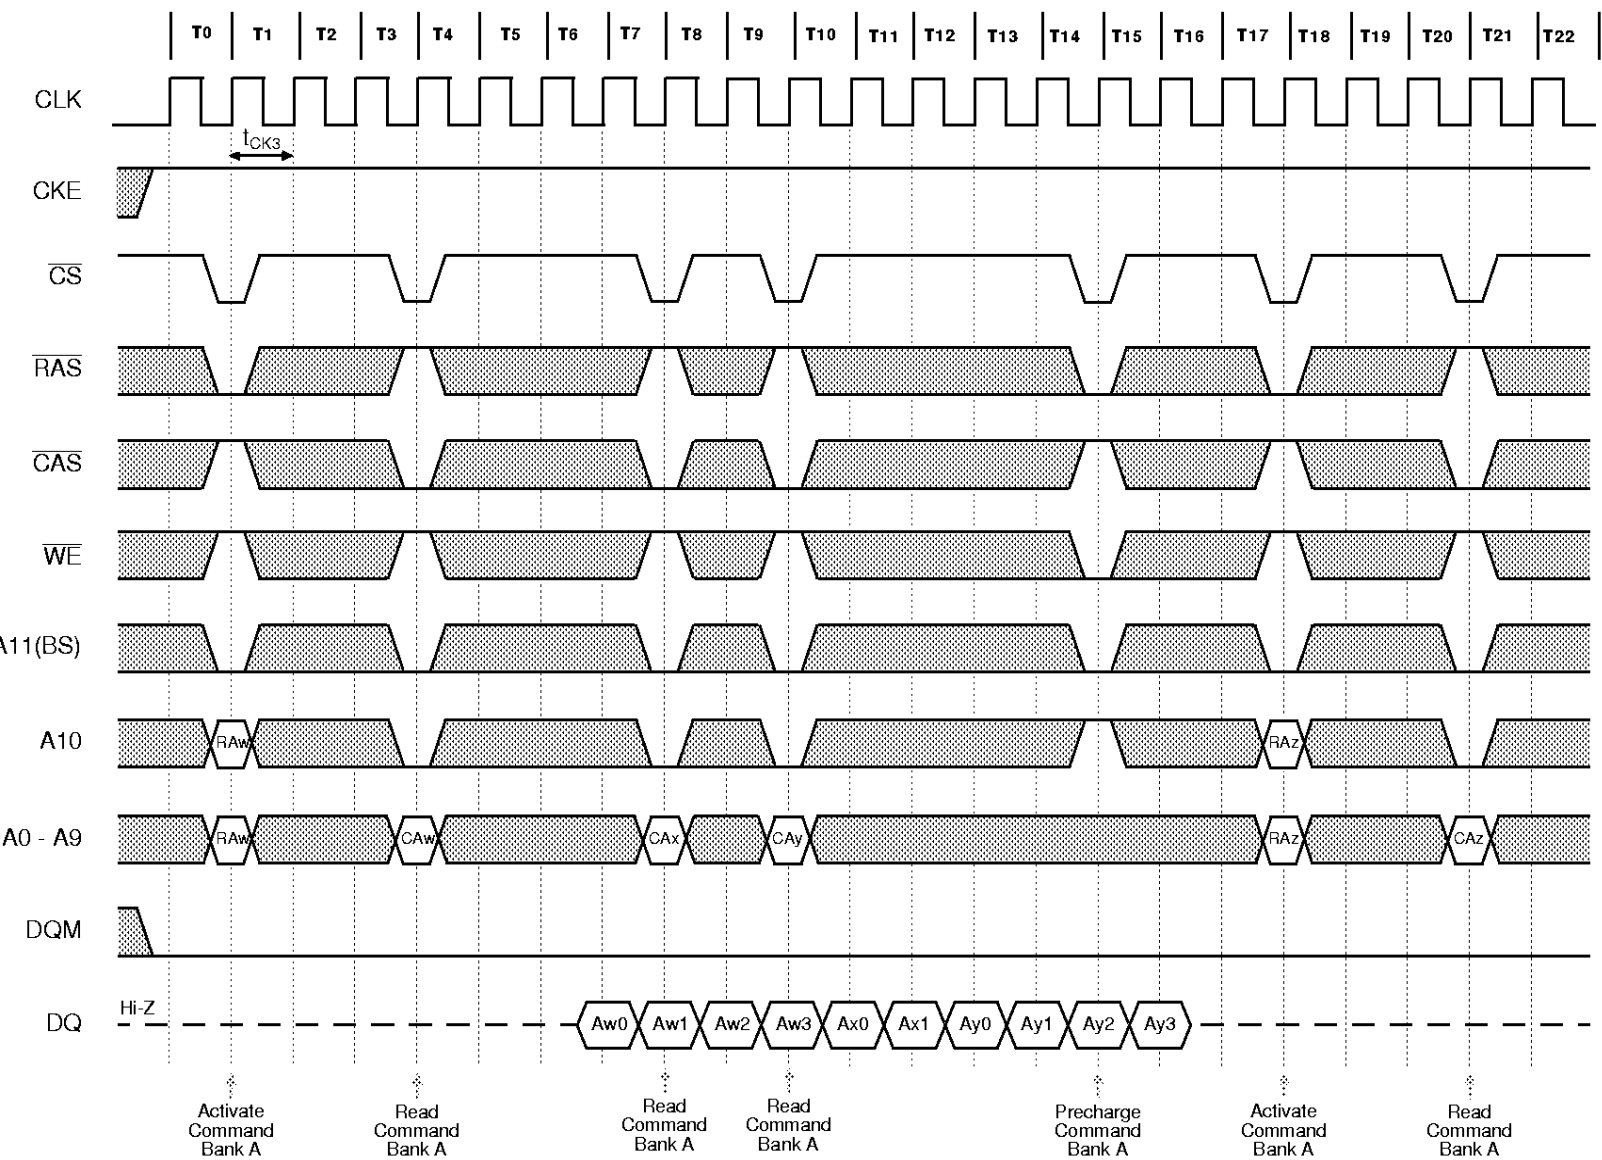 T0 T1 T2 T3 T4 T5 T6 T7 T8 T9 T10 T11 T12 T13 T14 T15 T16 T17 T18 T19 T20 T21 T22
CLK
tCK3
CKE
CS
RAS
CAS
WE
A11(BS)
A10 RAw RAz
A0 - A9 RAw CAw CAx CAy RAz CAz
DQM
Hi-Z
DQ Aw0 Aw1 Aw2 Aw3 Ax0 Ax1 Ay0 Ay1 Ay2 Ay3
Activate
Command
Bank A
Read
Command
Bank A
Read
Command
Bank A
Read
Command
Bank A
Precharge
Command
Bank A
Activate
Command
Bank A
Read
Command
Bank A